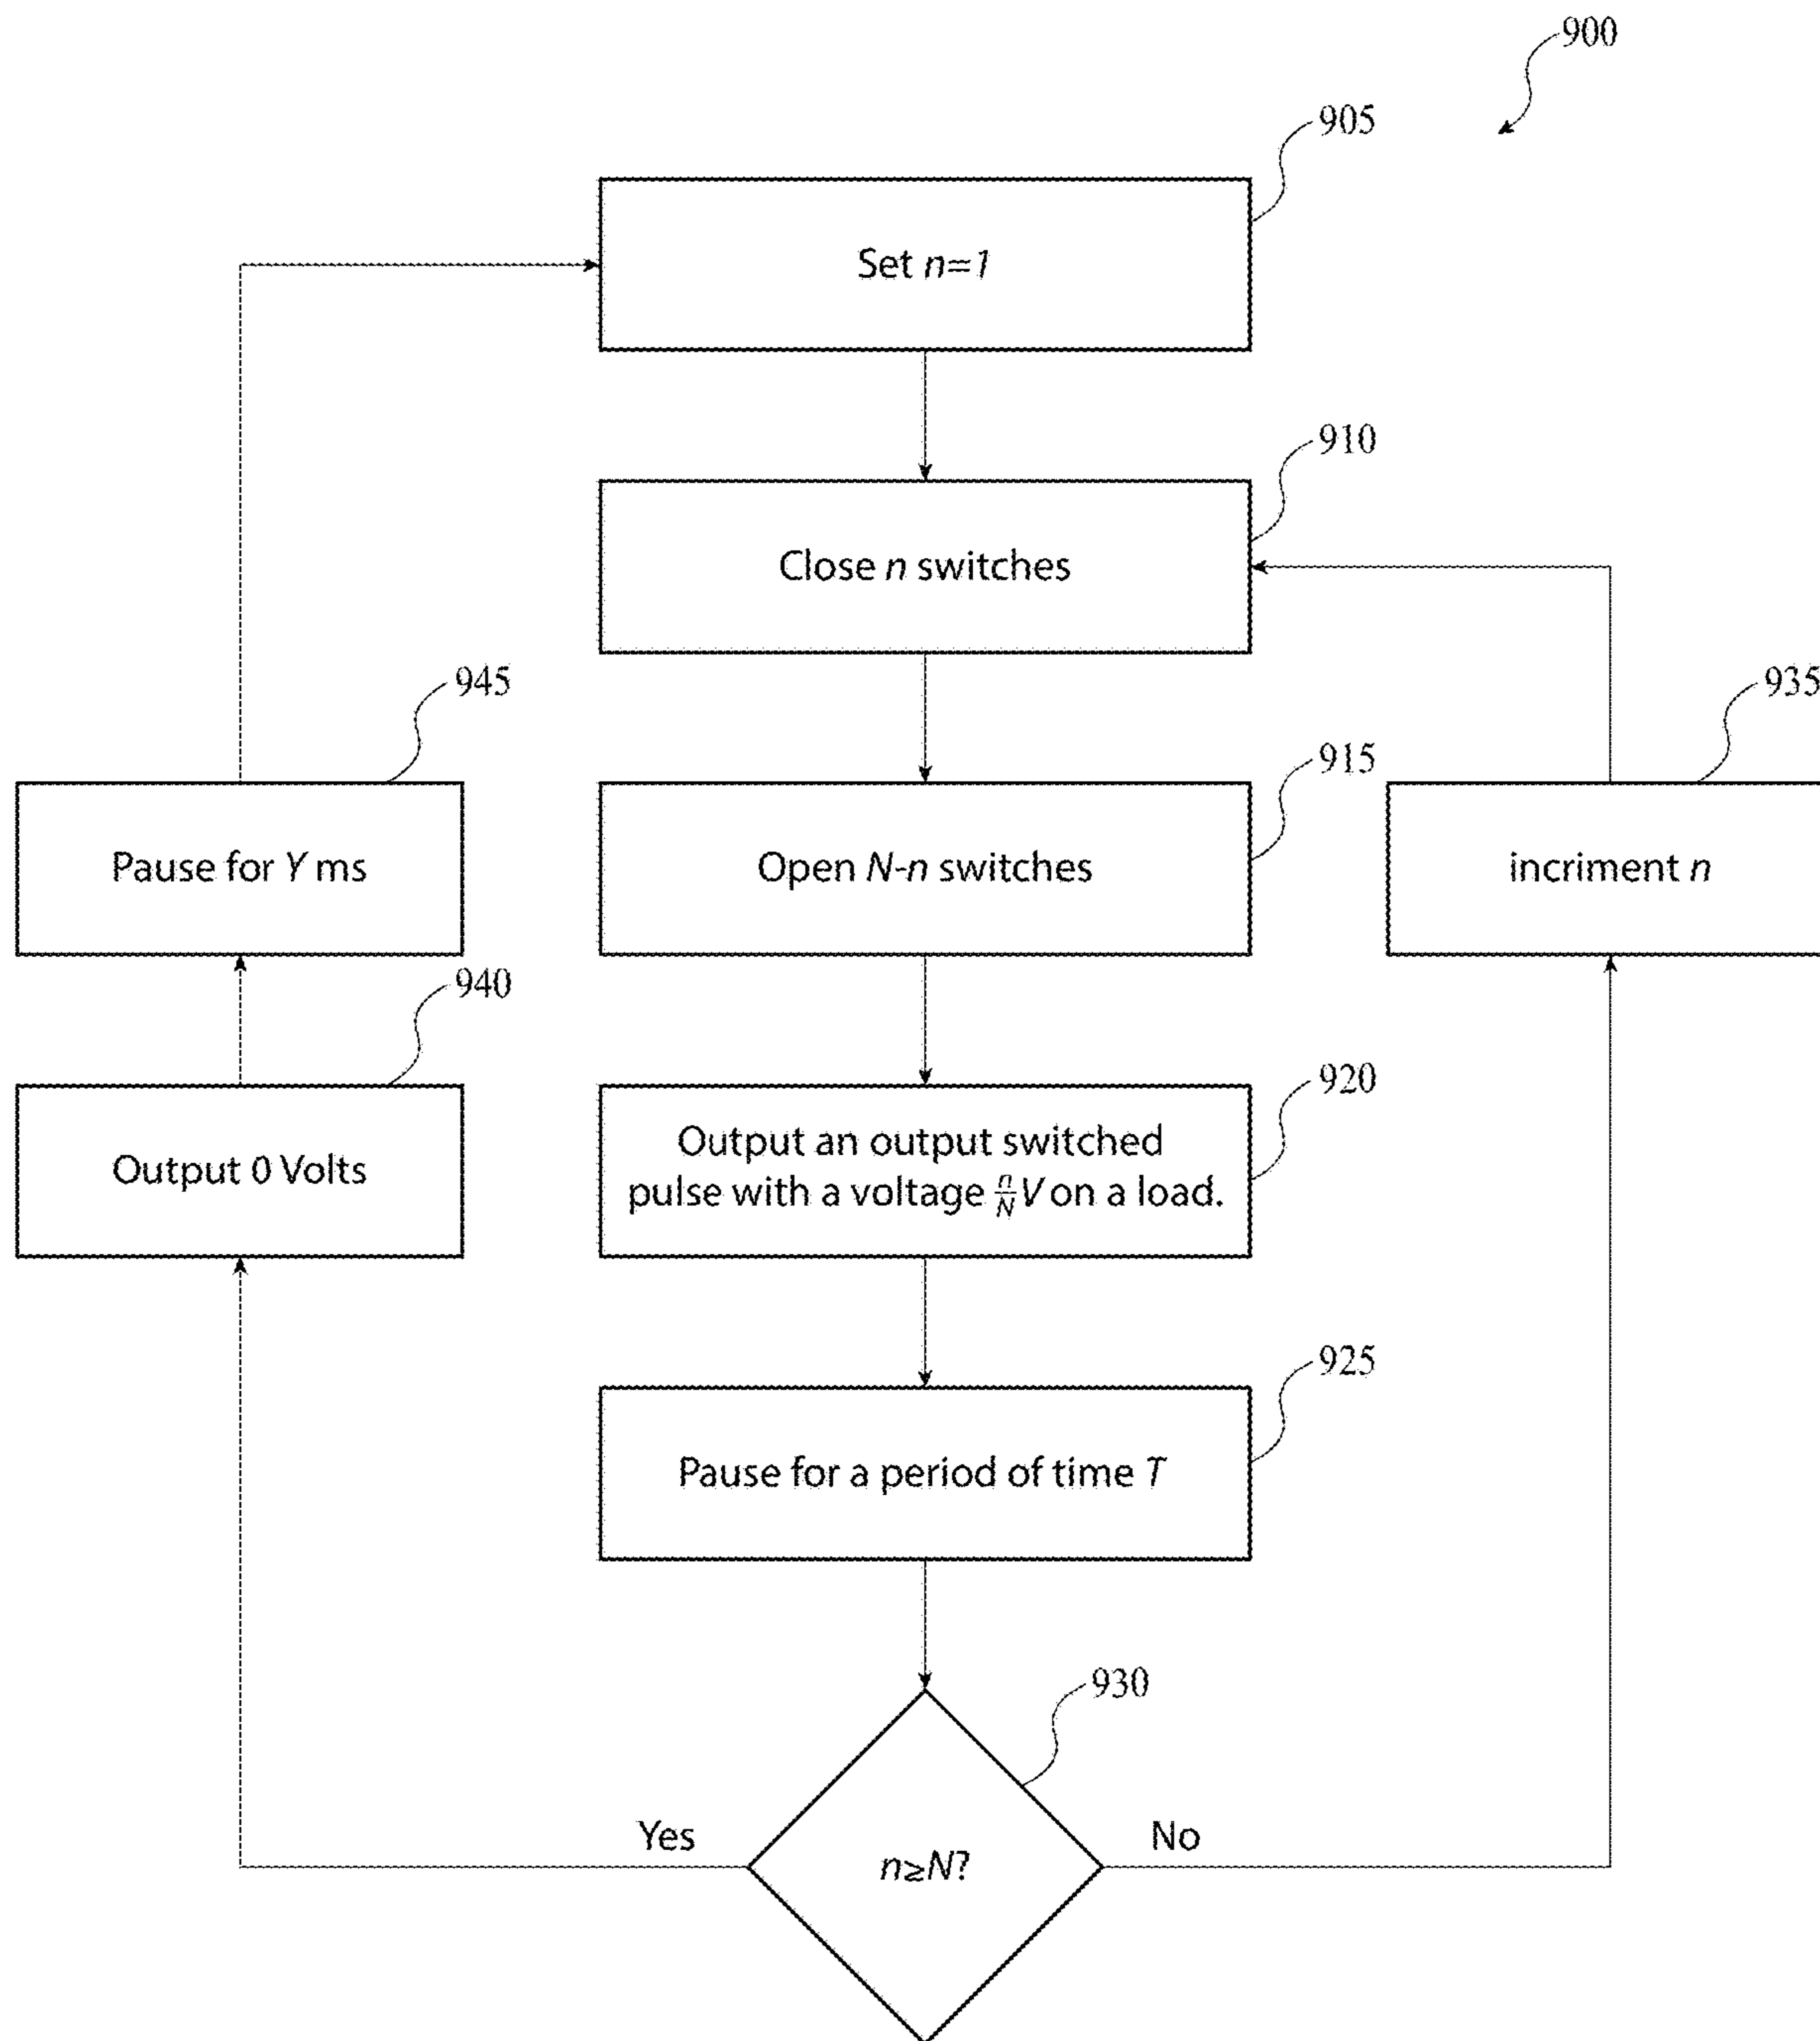 900
905
Set n=1
910
Close n switches
945
915
935
Pause for Y ms
Open N-n switches
incriment n
940
920
Output 0 Volts
Output an output switched
pulse with a voltage n/N V on a load.
925
Pause for a period of time T
930
Yes
No
n≥N?